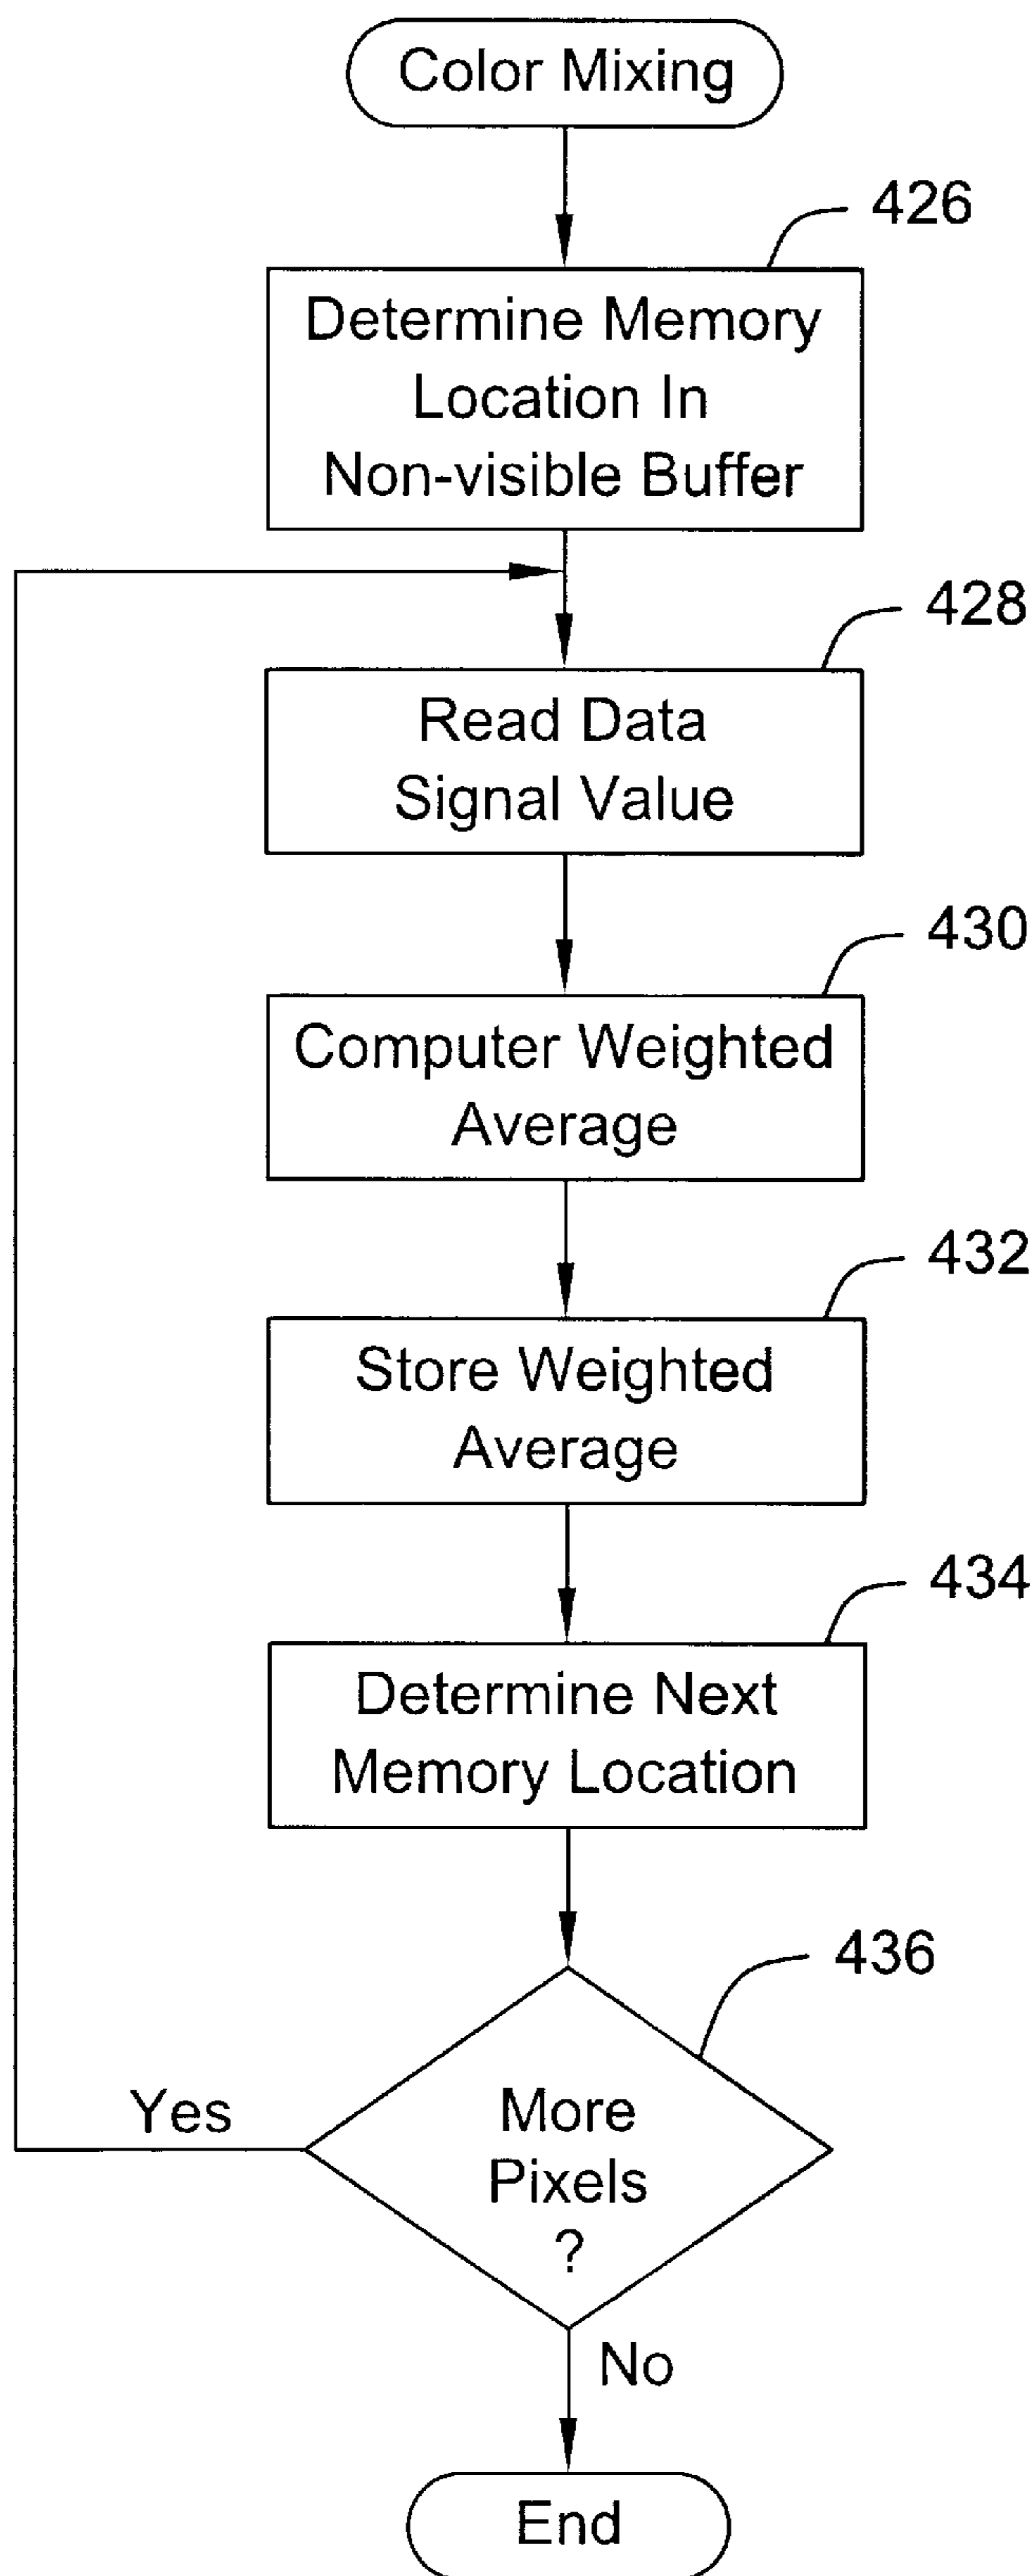 Color Mixing
426
Determine Memory
Location In
Non-visible Buffer
428
Read Data
Signal Value
430
Computer Weighted
Average
432
Store Weighted
Average
434
Determine Next
Memory Location
436
More
Pixels
?
Yes
No
End